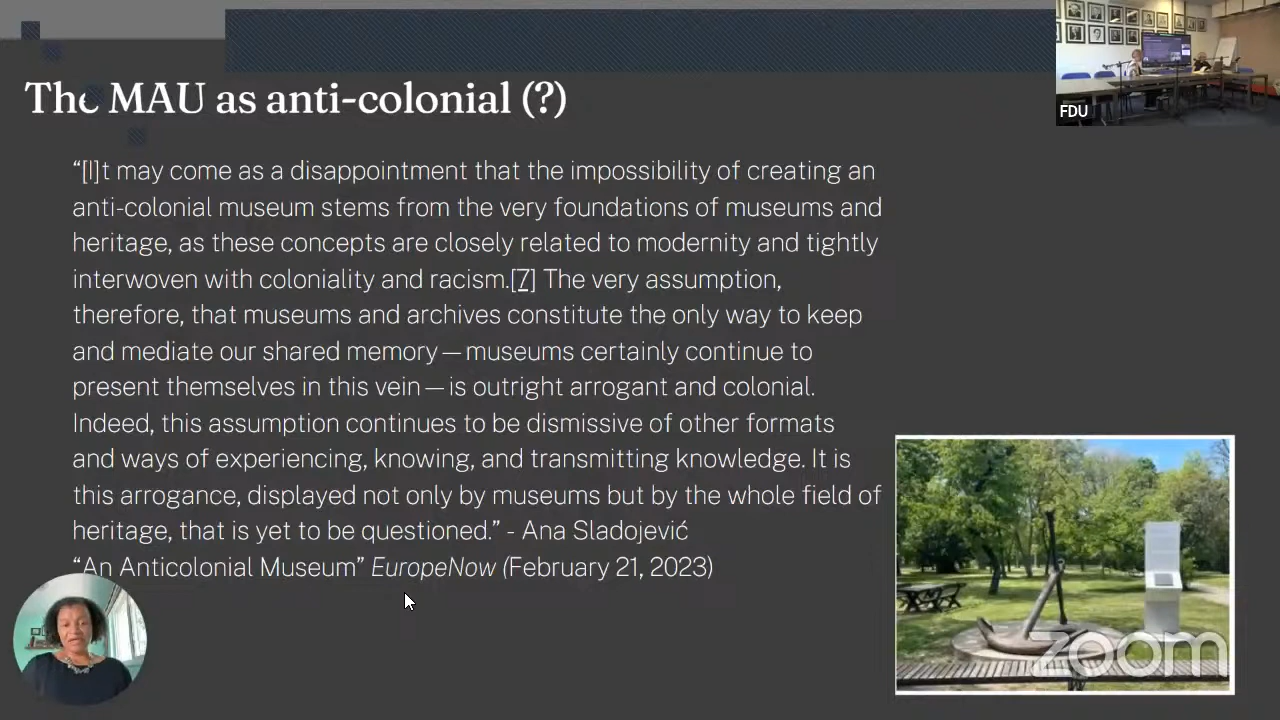 The MAU as anti-colonial (?)
“[I]t may come as a disappointment that the impossibility of creating an
anti-colonial museum stems from the very foundations of museums and
heritage, as these concepts are closely related to modernity and tightly
interwoven with coloniality and racism.[7] The very assumption,
therefore, that museums and archives constitute the only way to keep
and mediate our shared memory—museums certainly continue to
present themselves in this vein—is outright arrogant and colonial.
Indeed, this assumption continues to be dismissive of other formats
and ways of experiencing, knowing, and transmitting knowledge. It is
this arrogance, displayed not only by museums but by the whole field of
heritage, that is yet to be questioned.” - Ana Sladojević
“An Anticolonial Museum” EuropeNow (February 21, 2023)
FDU
zoom